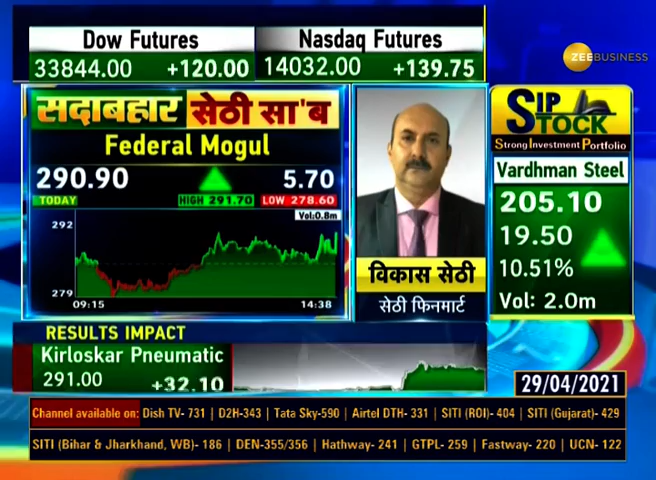 Dow Futures
33844.00 +120.00
Nasdaq Futures
14032.00 +139.75
ZEE BUSINESS
सदाबहार सेठी सा'ब
Federal Mogul
290.90 5.70
TODAY HIGH 291.70 LOW 278.60
Vol:0.8m
292
279
09:15 14:38
विकास सेठी
सेठी फिनमार्ट
SIP
STOCK
Strong Investment Portfolio
Vardhman Steel
205.10
19.50
10.51%
Vol: 2.0m
RESULTS IMPACT
Kirloskar Pneumatic
291.00 +32.10
29/04/2021
Channel available on: Dish TV- 731 | D2H-343 | Tata Sky-590 | Airtel DTH- 331 | SITI (ROI)- 404 | SITI (Gujarat)- 429
SITI (Bihar & Jharkhand, WB)- 186 | DEN-355/356 | Hathway- 241 | GTPL- 259 | Fastway- 220 | UCN- 122